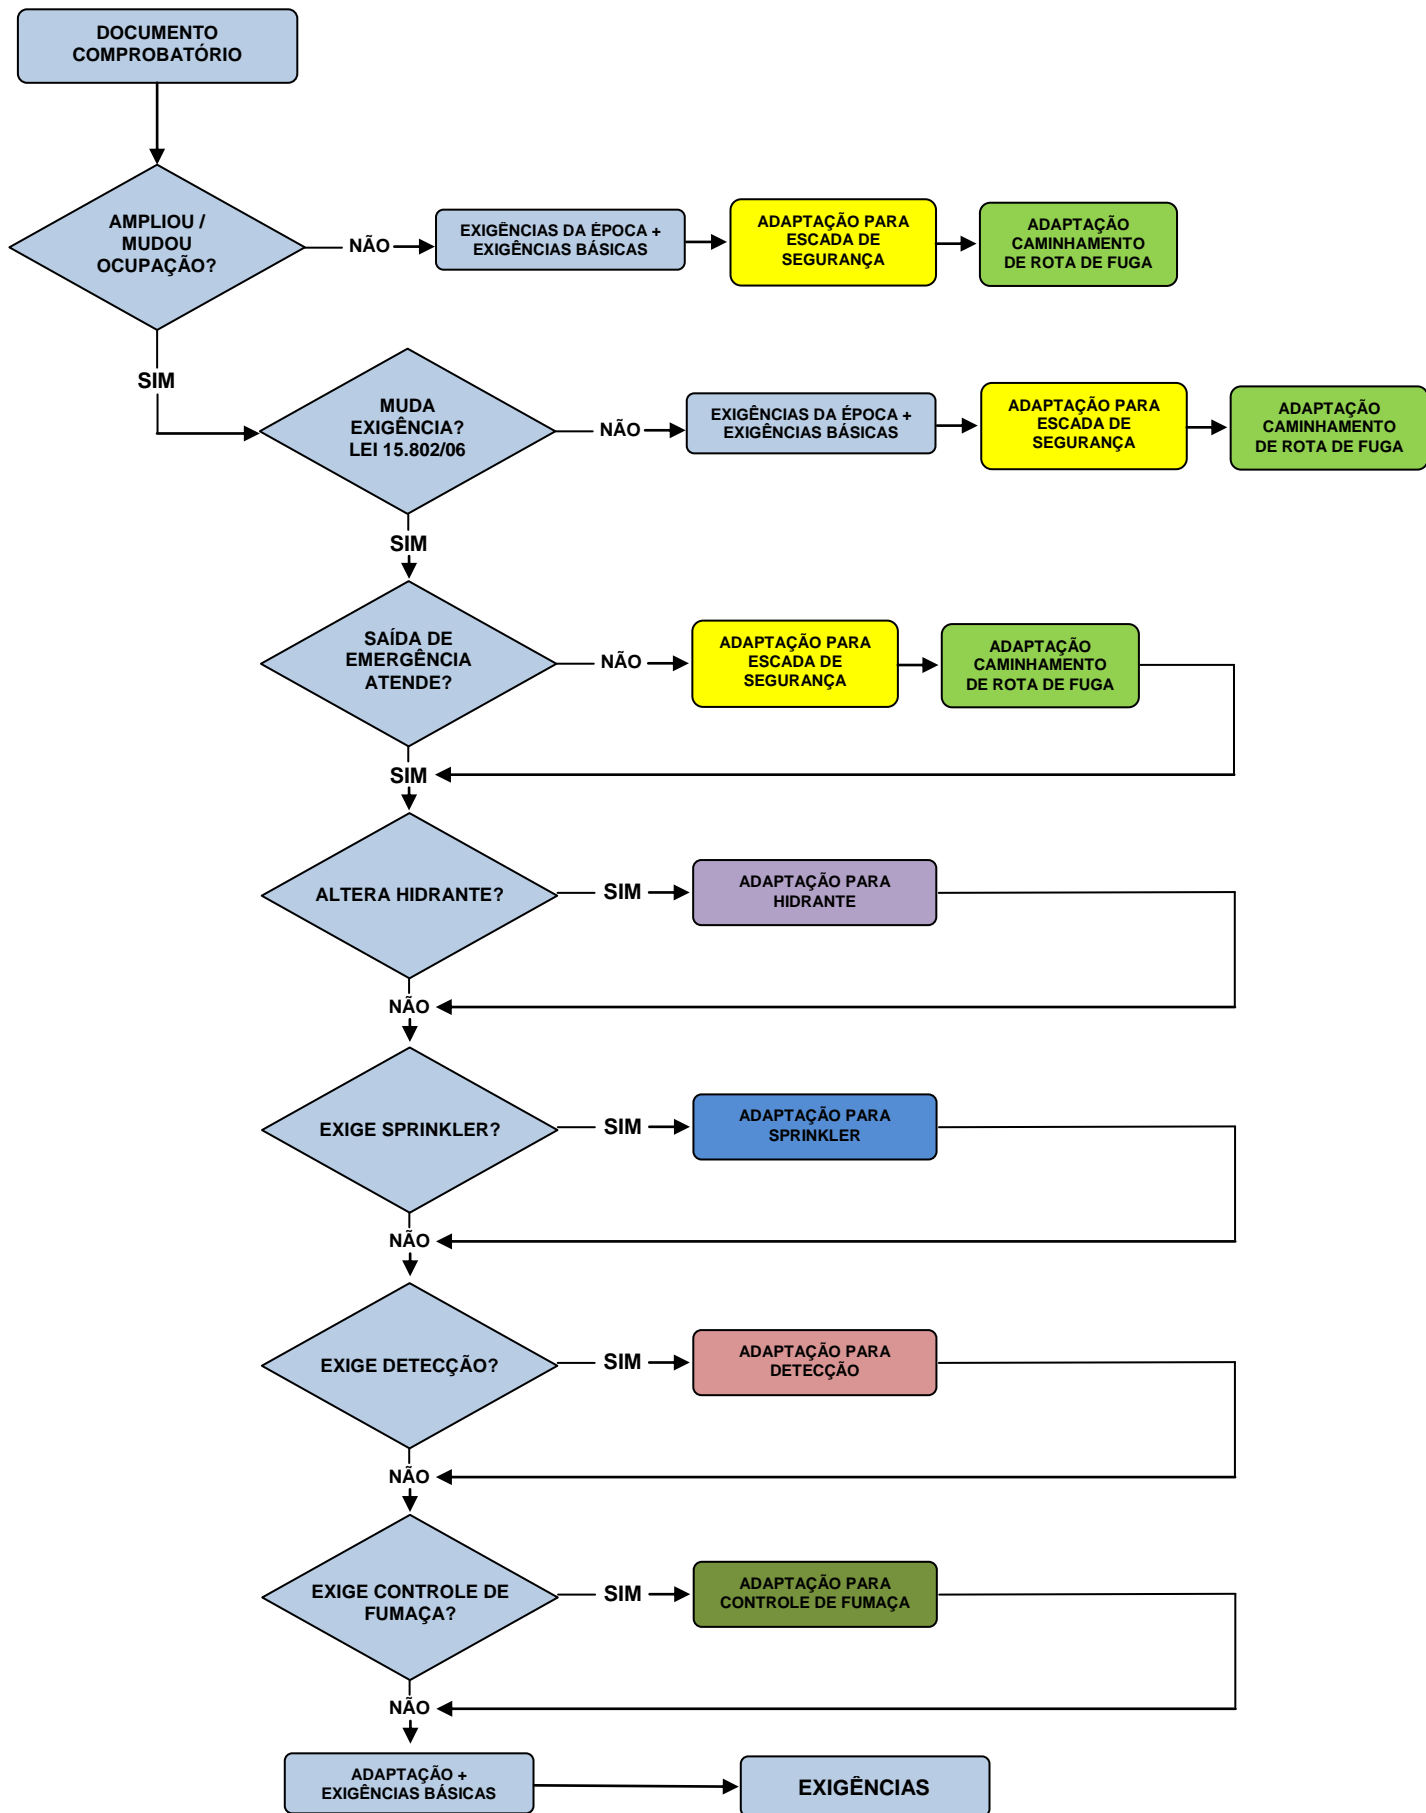 DOCUMENTO
COMPROBATÓRIO
AMPLIOU /
MUDOU
OCUPAÇÃO?
NÃO
EXIGÊNCIAS DA ÉPOCA +
EXIGÊNCIAS BÁSICAS
ADAPTAÇÃO PARA
ESCADA DE
SEGURANÇA
ADAPTAÇÃO
CAMINHAMENTO
DE ROTA DE FUGA
SIM
MUDA
EXIGÊNCIA?
LEI 15.802/06
NÃO
EXIGÊNCIAS DA ÉPOCA +
EXIGÊNCIAS BÁSICAS
ADAPTAÇÃO PARA
ESCADA DE
SEGURANÇA
ADAPTAÇÃO
CAMINHAMENTO
DE ROTA DE FUGA
SIM
SAÍDA DE
EMERGÊNCIA
ATENDE?
NÃO
ADAPTAÇÃO PARA
ESCADA DE
SEGURANÇA
ADAPTAÇÃO
CAMINHAMENTO
DE ROTA DE FUGA
SIM
ALTERA HIDRANTE?
SIM
ADAPTAÇÃO PARA
HIDRANTE
NÃO
EXIGE SPRINKLER?
SIM
ADAPTAÇÃO PARA
SPRINKLER
NÃO
EXIGE DETECÇÃO?
SIM
ADAPTAÇÃO PARA
DETECÇÃO
NÃO
EXIGE CONTROLE DE
FUMAÇA?
SIM
ADAPTAÇÃO PARA
CONTROLE DE FUMAÇA
NÃO
ADAPTAÇÃO +
EXIGÊNCIAS BÁSICAS
EXIGÊNCIAS